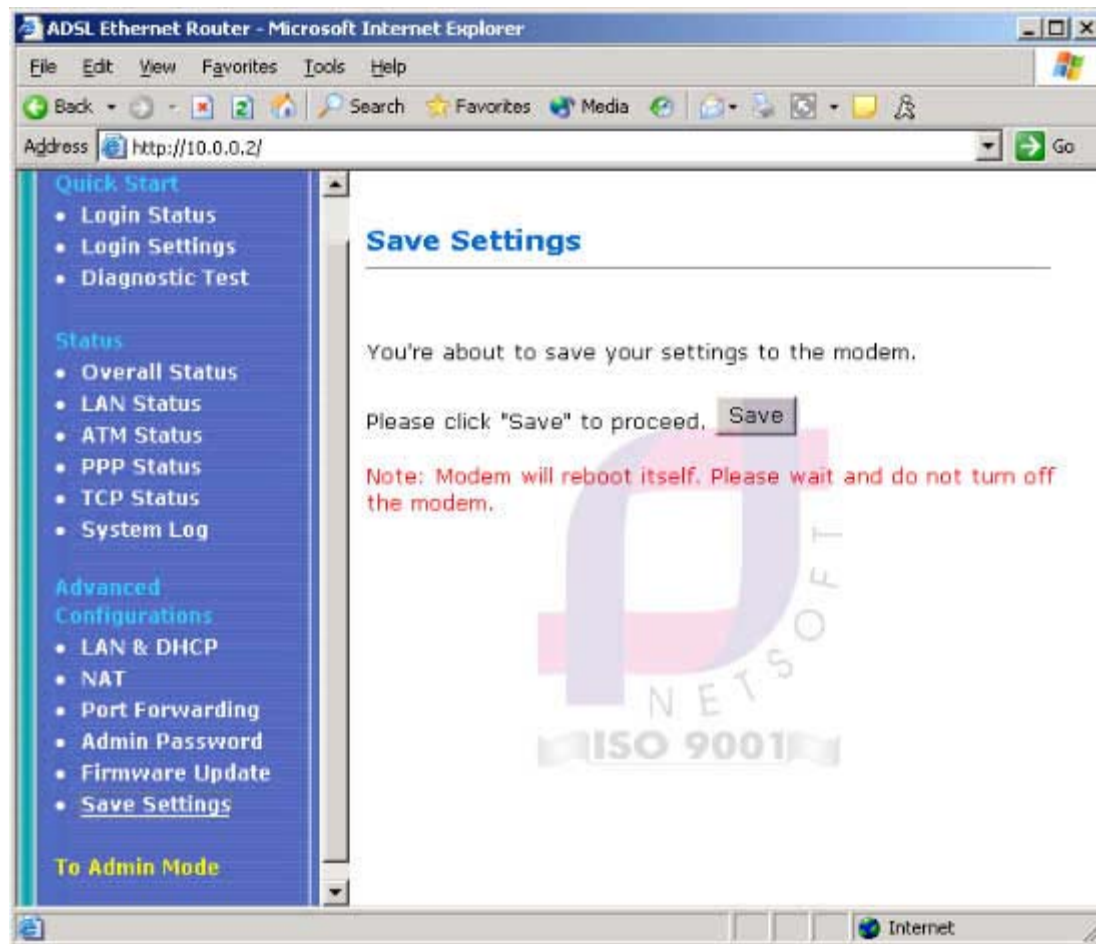 ADSL Ethernet Router - Microsoft Internet Explorer
File Edit View Favorites Tools Help
Back Search Favorites Media
Address http://10.0.0.2/ Go
Quick Start
Login Status
Login Settings
Diagnostic Test
Status
Overall Status
LAN Status
ATM Status
PPP Status
TCP Status
System Log
Advanced
Configurations
LAN & DHCP
NAT
Port Forwarding
Admin Password
Firmware Update
Save Settings
To Admin Mode
Save Settings
You're about to save your settings to the modem.
Please click "Save" to proceed. Save
Note: Modem will reboot itself. Please wait and do not turn off
the modem.
NETSOFT
ISO 9001
Internet